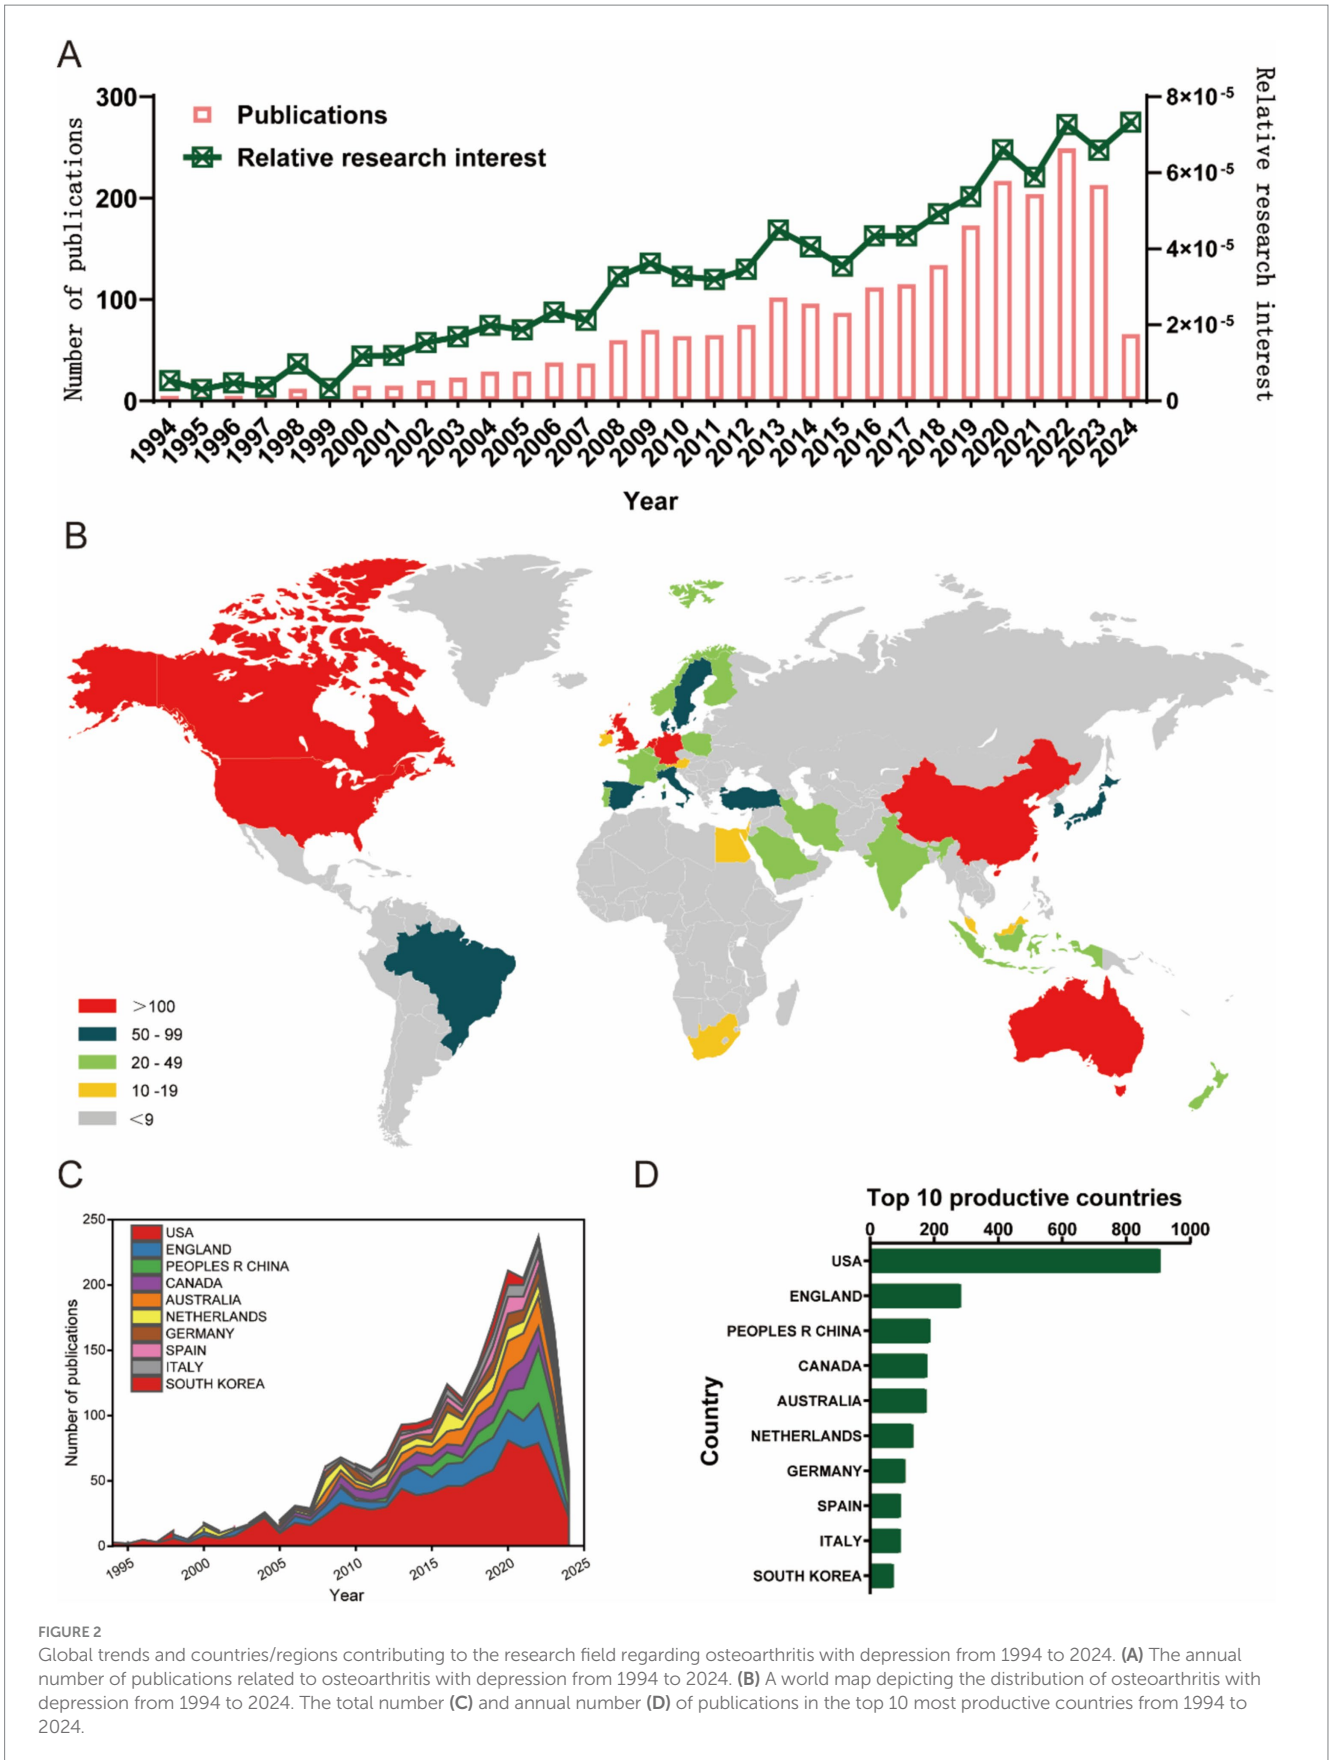 A
300
200
100
0
Number of publications
Publications
Relative research interest
8×10-5
6×10-5
4×10-5
2×10-5
0
Relative research interest
1994
1995
1996
1997
1998
1999
2000
2001
2002
2003
2004
2005
2006
2007
2008
2009
2010
2011
2012
2013
2014
2015
2016
2017
2018
2019
2020
2021
2022
2023
2024
Year
B
>100
50 - 99
20 - 49
10 -19
<9
C
250
200
150
100
50
0
Number of publications
USA
ENGLAND
PEOPLES R CHINA
CANADA
AUSTRALIA
NETHERLANDS
GERMANY
SPAIN
ITALY
SOUTH KOREA
1995
2000
2005
2010
2015
2020
2025
Year
D
Top 10 productive countries
0 200 400 600 800 1000
Country
USA
ENGLAND
PEOPLES R CHINA
CANADA
AUSTRALIA
NETHERLANDS
GERMANY
SPAIN
ITALY
SOUTH KOREA
FIGURE 2
Global trends and countries/regions contributing to the research field regarding osteoarthritis with depression from 1994 to 2024. (A) The annual
number of publications related to osteoarthritis with depression from 1994 to 2024. (B) A world map depicting the distribution of osteoarthritis with
depression from 1994 to 2024. The total number (C) and annual number (D) of publications in the top 10 most productive countries from 1994 to
2024.